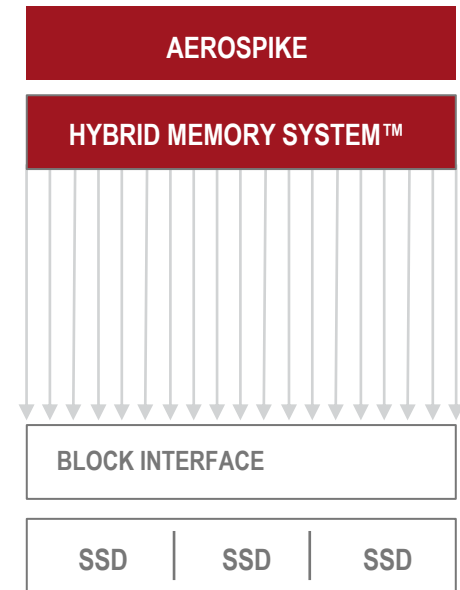 AEROSPIKE
HYBRID MEMORY SYSTEM™
BLOCK INTERFACE
SSD SSD SSD